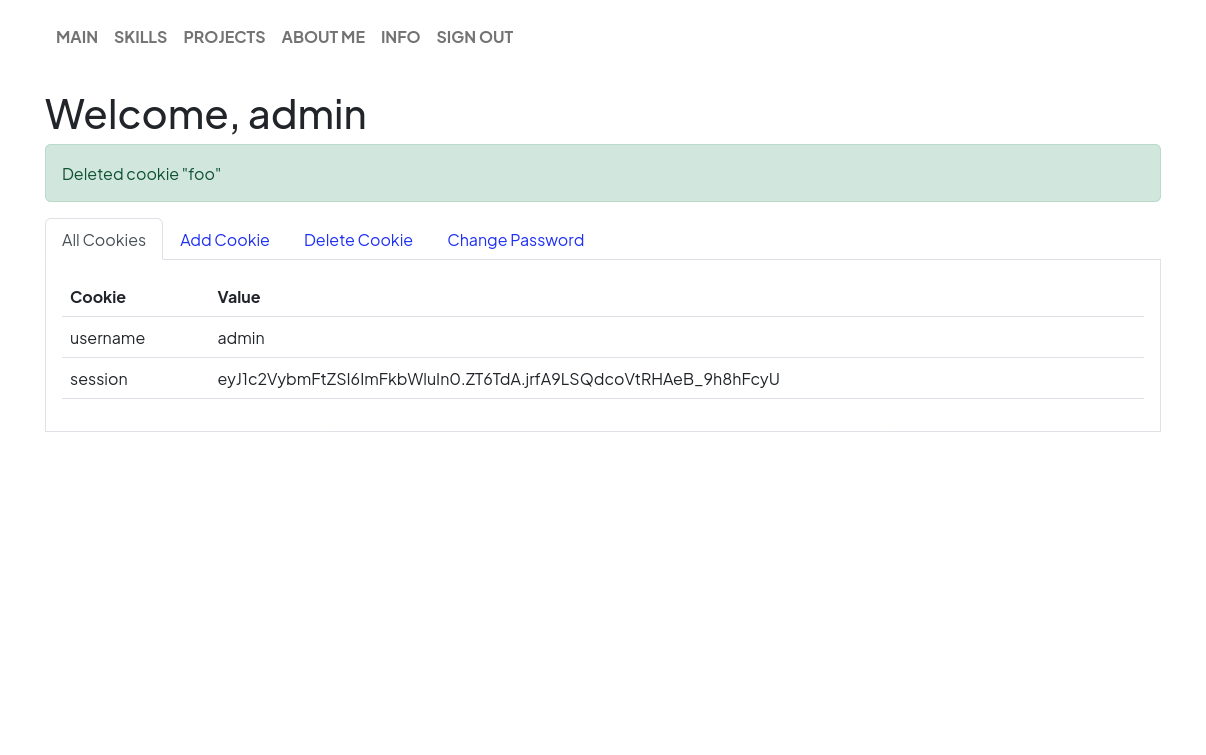 MAIN SKILLS PROJECTS ABOUT ME INFO SIGN OUT
Welcome, admin
Deleted cookie "foo"
All Cookies Add Cookie Delete Cookie Change Password
Cookie Value
username admin
session eyJ1c2VybmFtZSI6ImFkbWluIn0.ZT6TdA.jrfA9LSQdcoVtRHAeB_9h8hFcyU